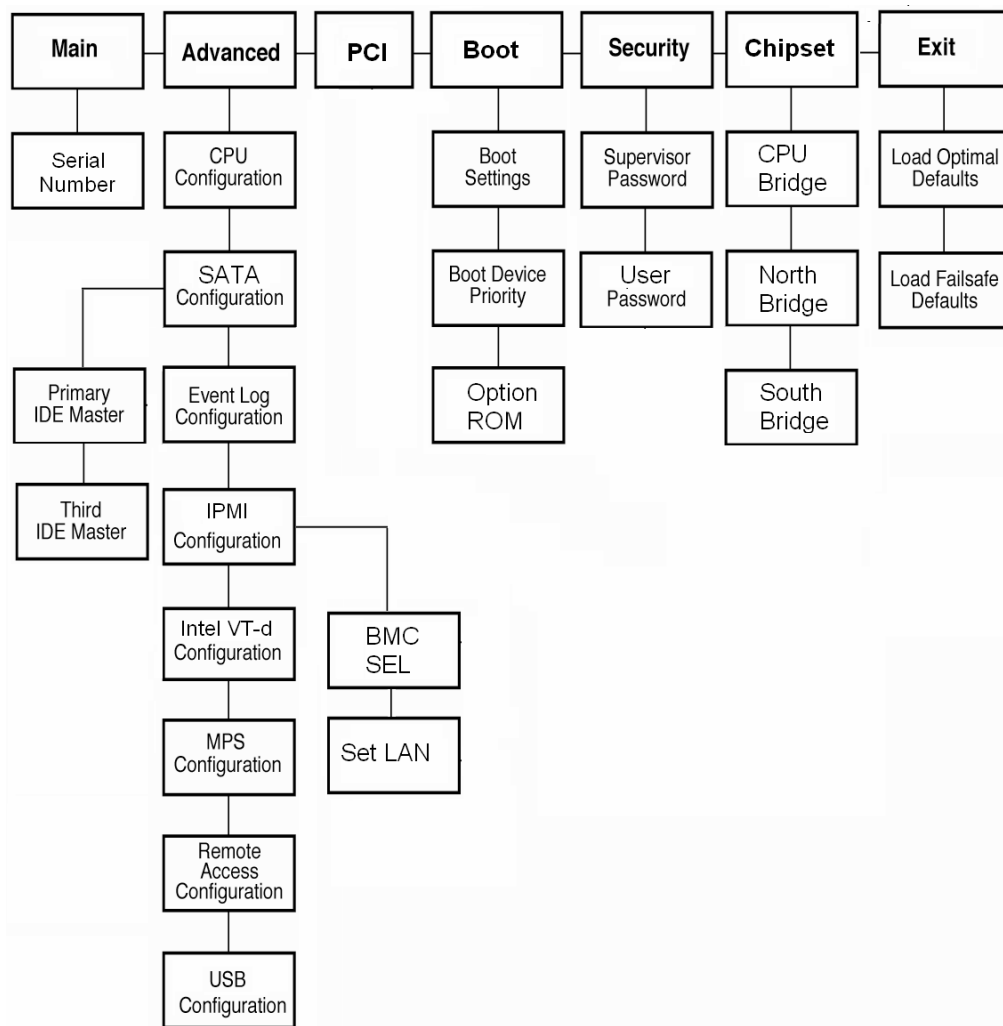 Main
Advanced
PCI
Boot
Security
Chipset
Exit
Serial
Number
CPU
Configuration
Boot
Settings
Supervisor
Password
CPU
Bridge
Load Optimal
Defaults
SATA
Configuration
Boot Device
Priority
User
Password
North
Bridge
Load Failsafe
Defaults
Primary
IDE Master
Event Log
Configuration
Option
ROM
South
Bridge
Third
IDE Master
IPMI
Configuration
Intel VT-d
Configuration
BMC
SEL
MPS
Configuration
Set LAN
Remote
Access
Configuration
USB
Configuration